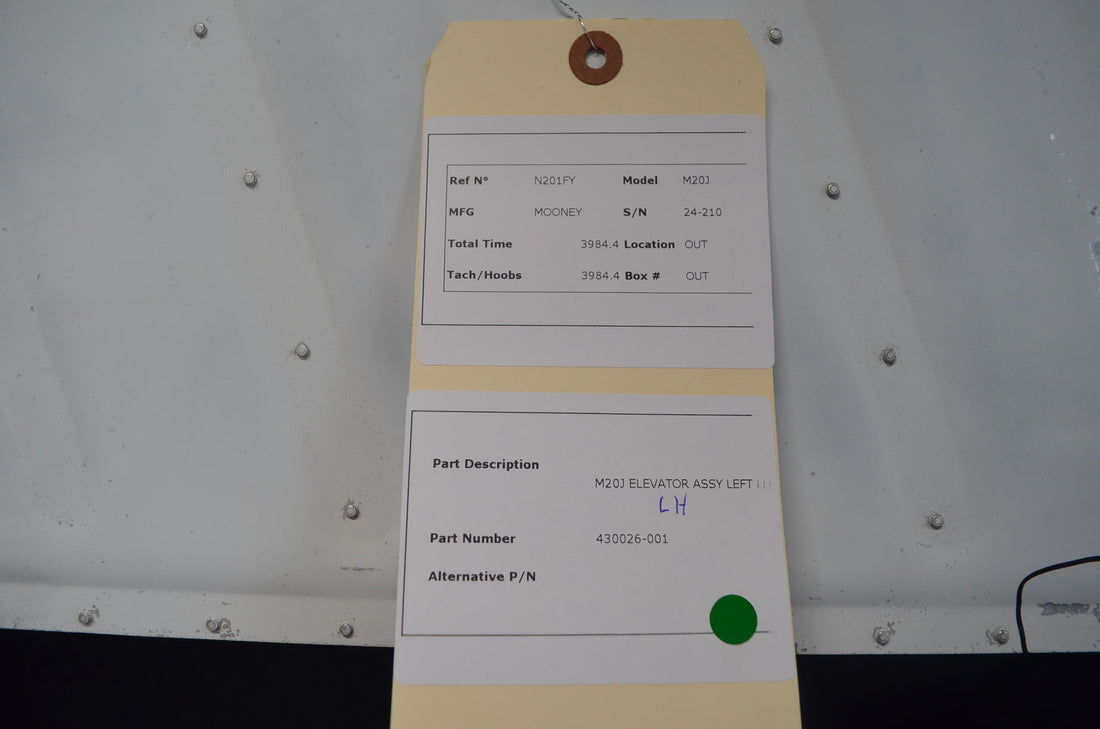 Ref N° N201FY Model M20J
MFG MOONEY S/N 24-210
Total Time 3984.4 Location OUT
Tach/Hoobs 3984.4 Box # OUT
Part Description
M20J ELEVATOR ASSY LEFT
LH
Part Number 430026-001
Alternative P/N